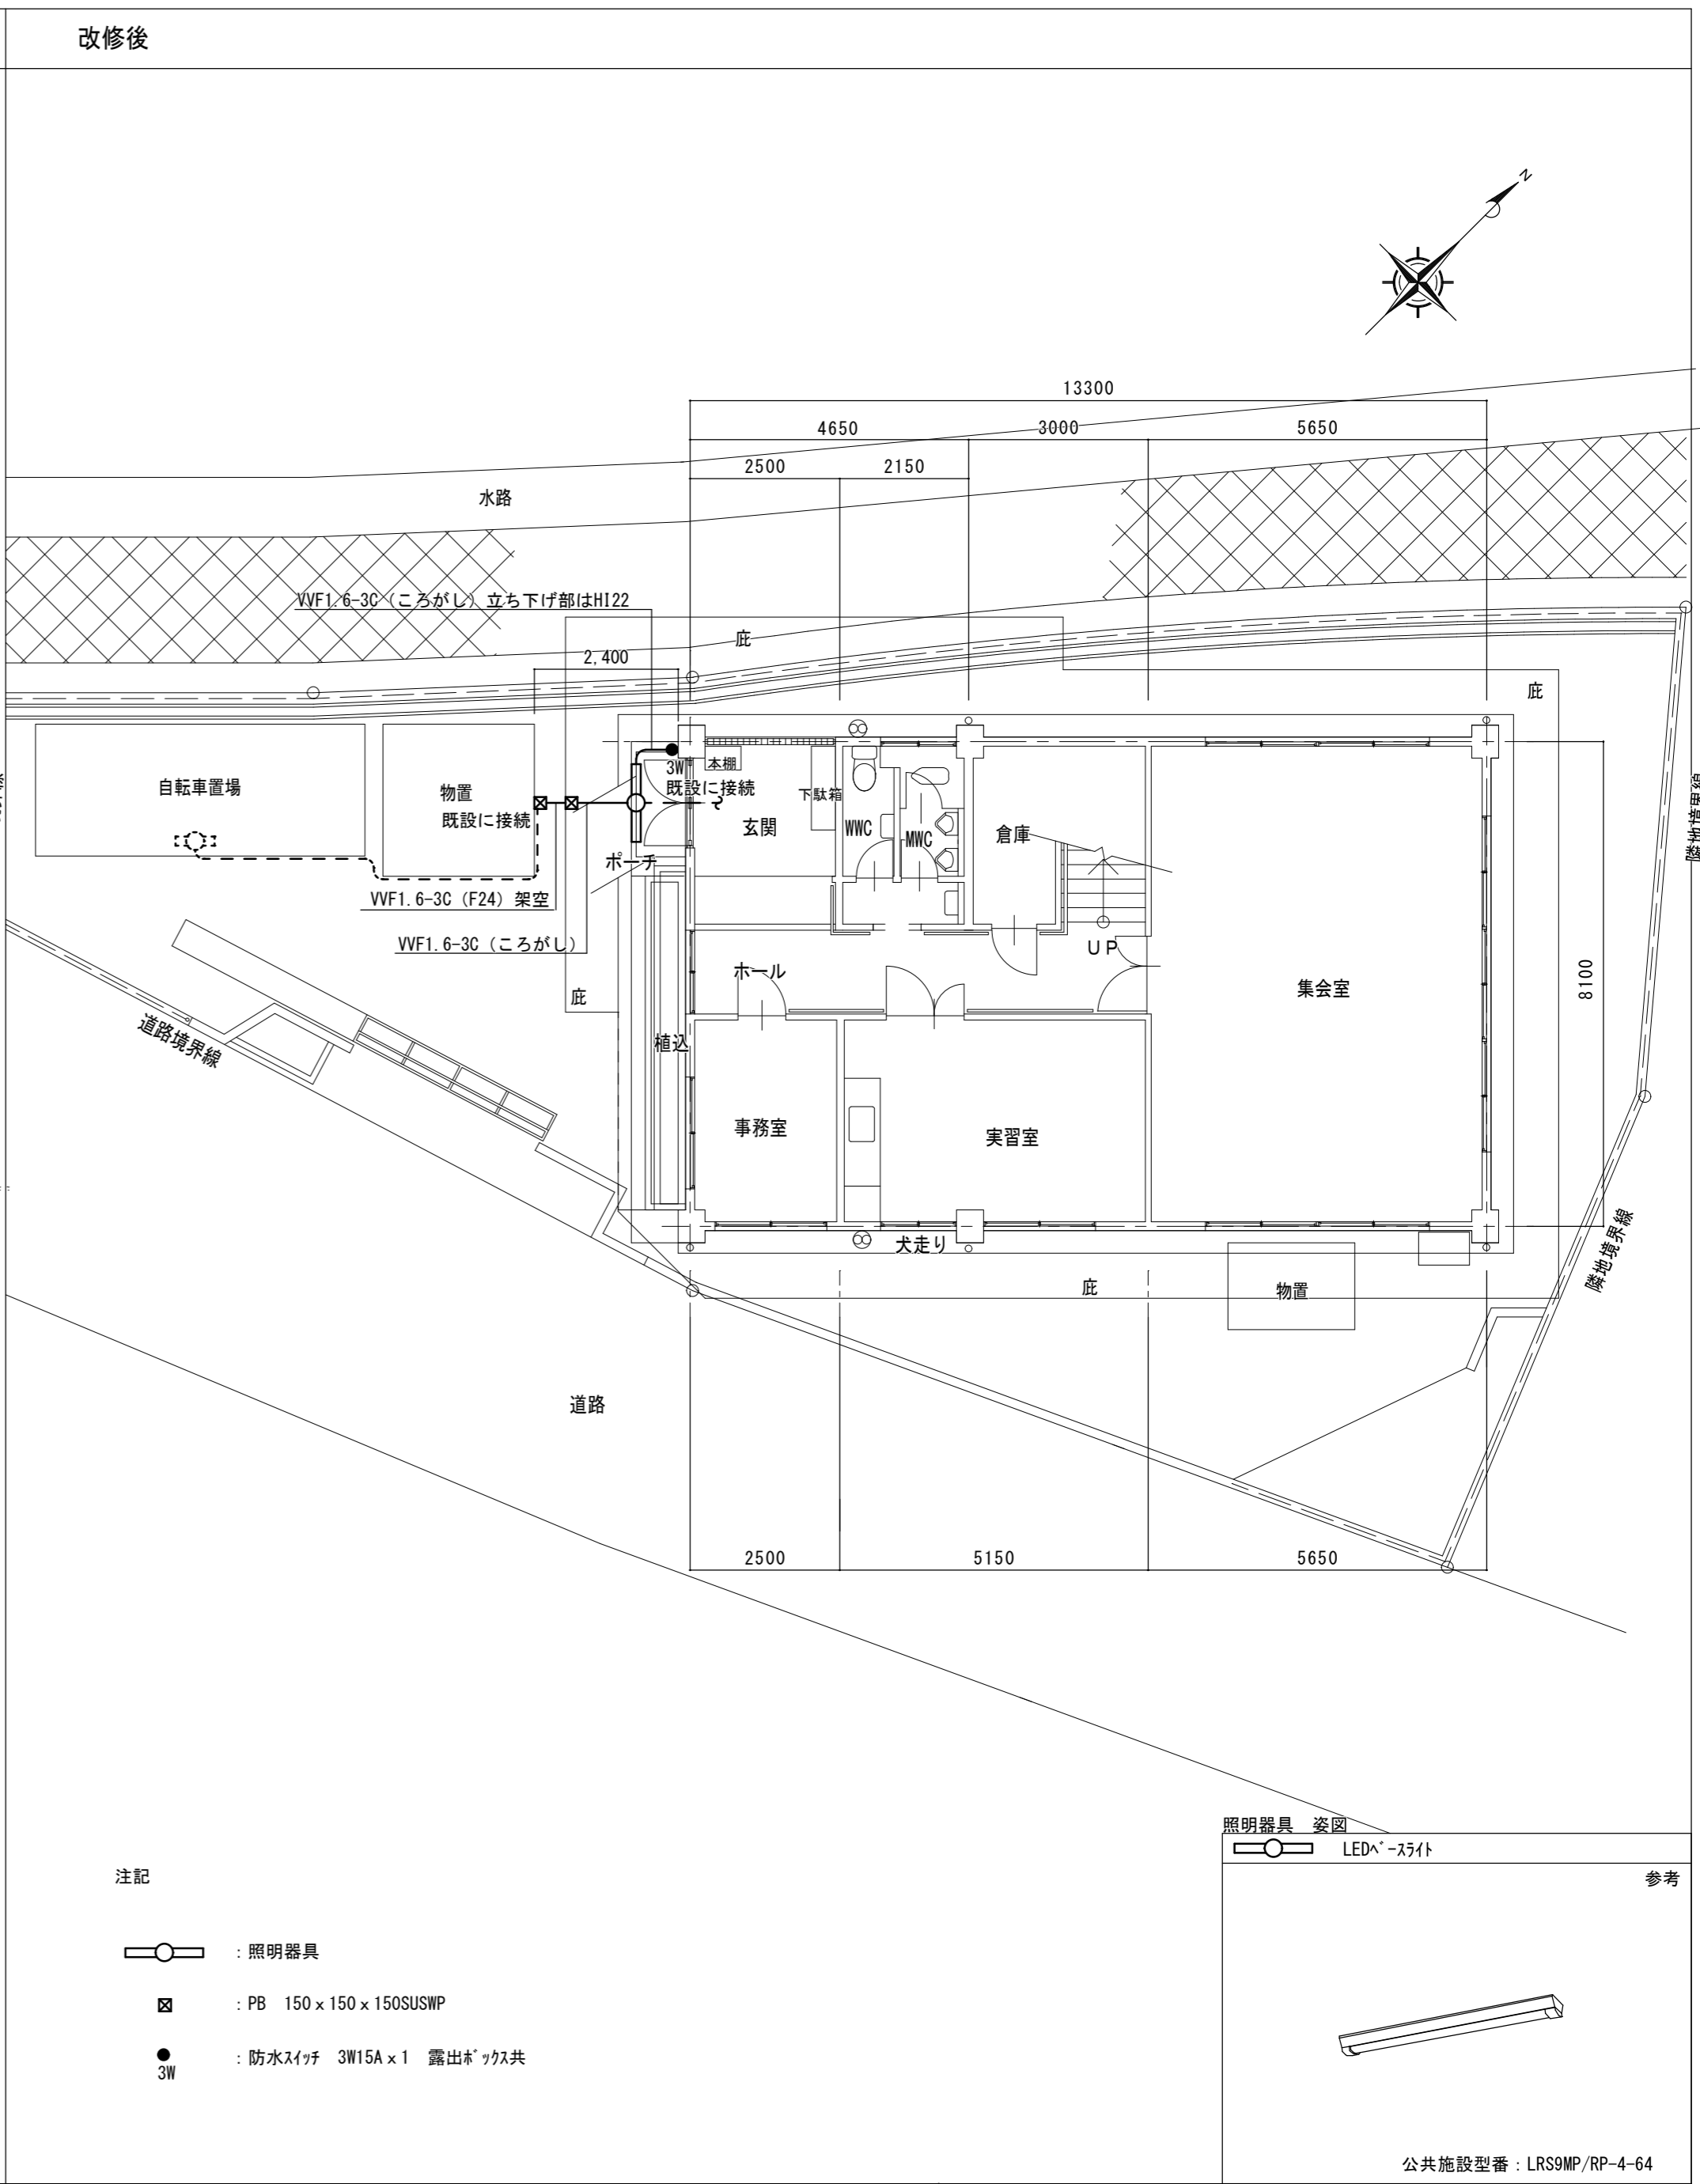 改修後
N
13300
4650
3000
5650
2500
2150
水路
VVF1.6-3C（ころがし）立ち下げ部はHI22
庇
2,400
庇
自転車置場
物置
既設に接続
3W
既設に接続
本棚
下駄箱
玄関
WWC
MWC
倉庫
ポーチ
VVF1.6-3C（F24）架空
VVF1.6-3C（ころがし）
UP
ホール
集会室
8100
庇
道路境界線
植込
事務室
実習室
犬走り
庇
物置
隣地境界線
隣地境界線
道路
2500
5150
5650
照明器具　姿図
LEDﾍﾞｰｽﾗｲﾄ
参考
注記
：照明器具
：PB　150ｘ150ｘ150SUSWP
3W
：防水ｽｲｯﾁ　3W15Aｘ1　露出ﾎﾞｯｸｽ共
公共施設型番：LRS9MP/RP-4-64